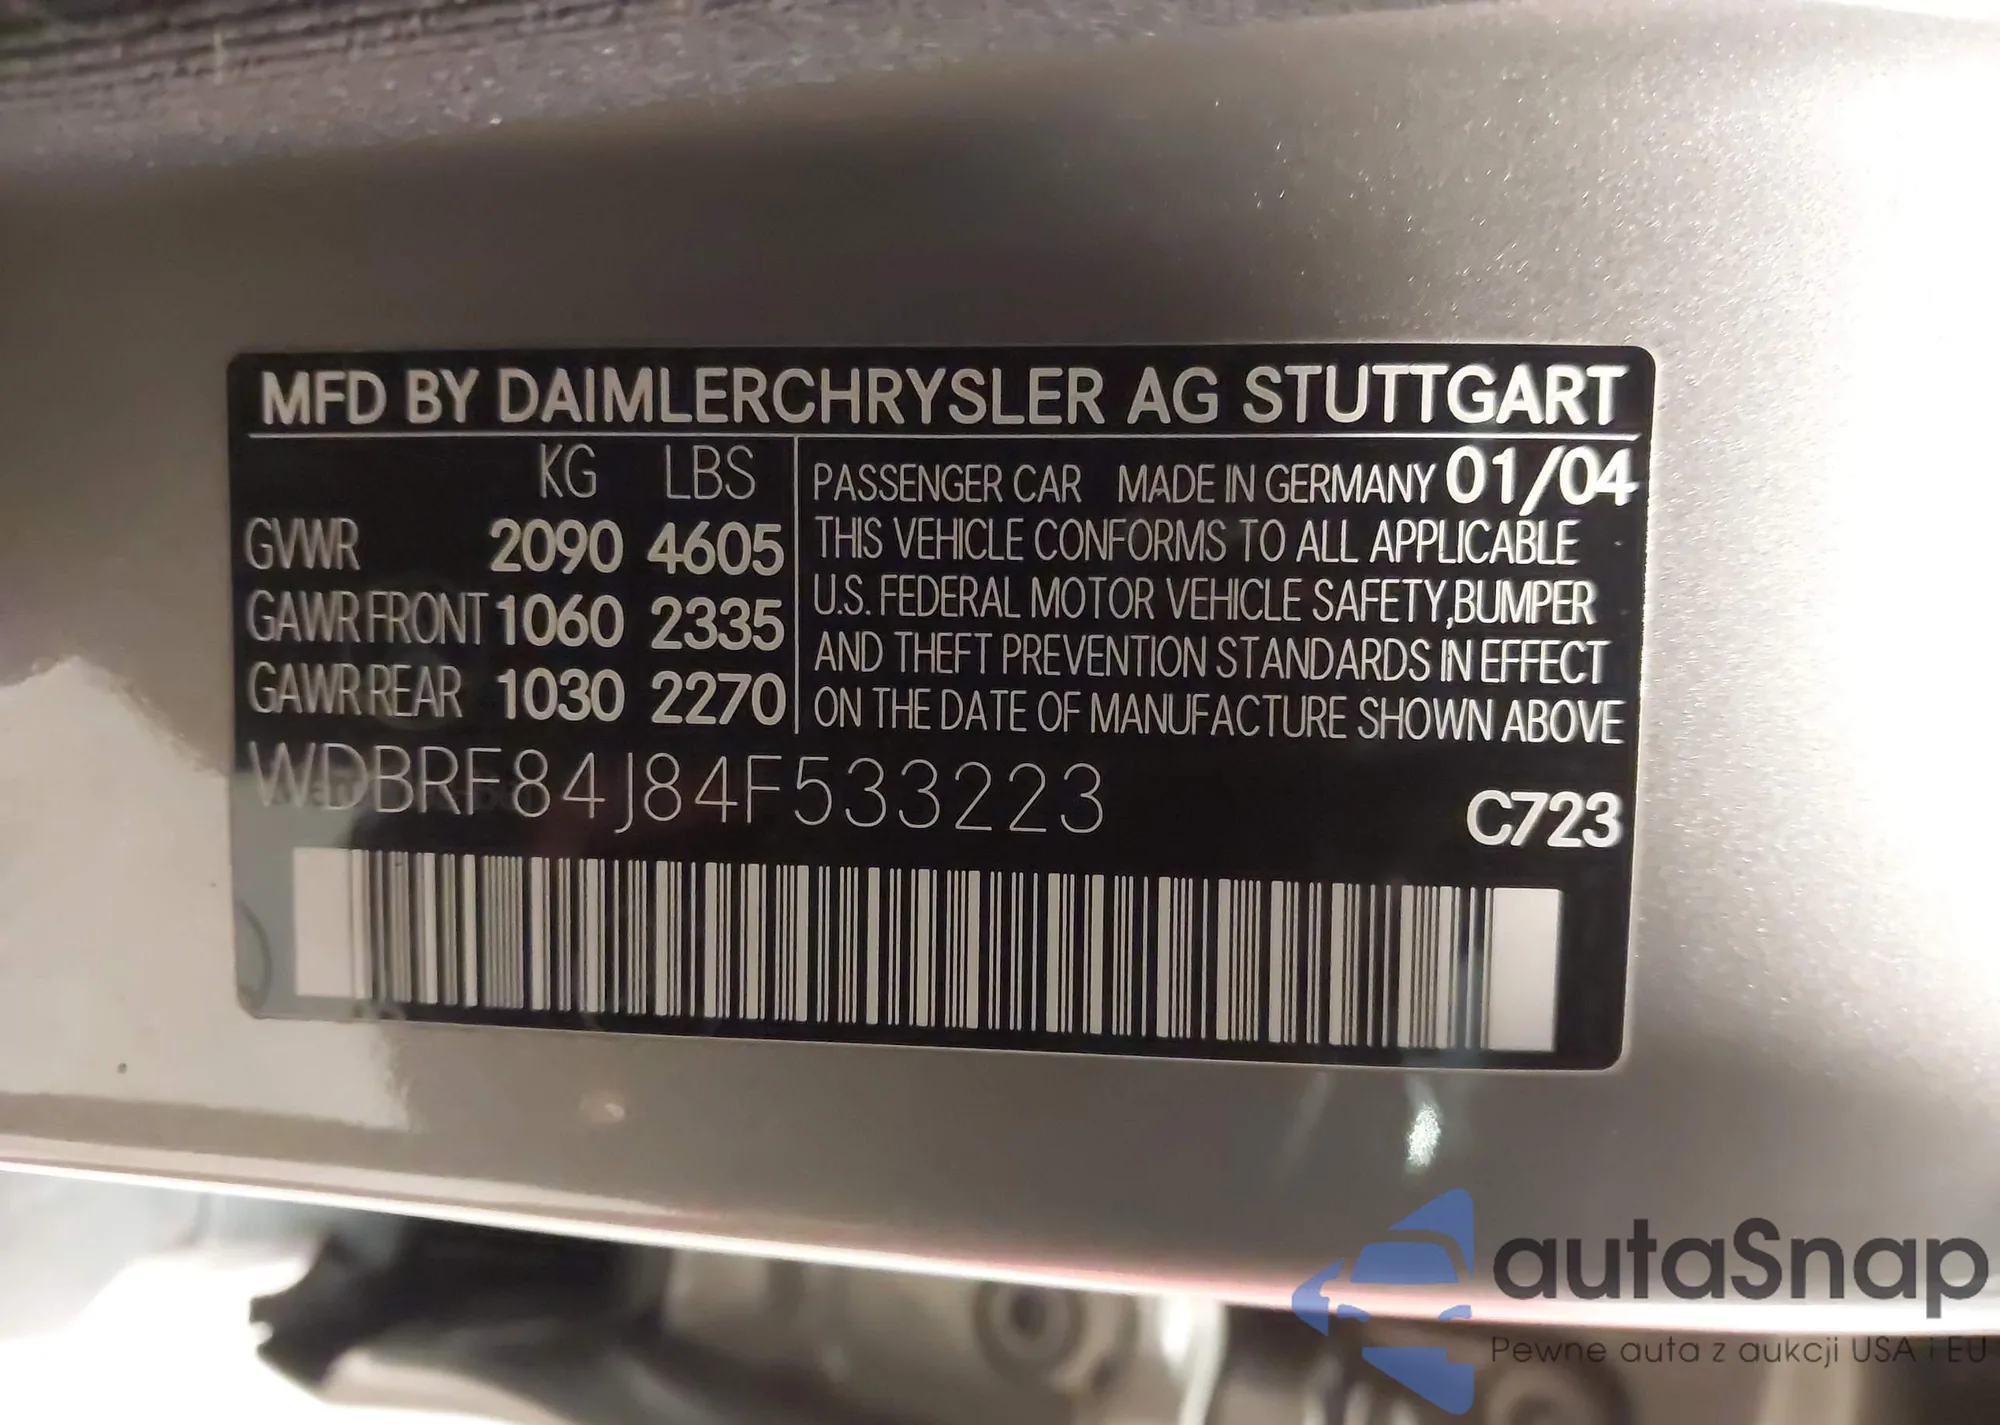 MFD BY DAIMLERCHRYSLER AG STUTTGART
KG LBS
GVWR 2090 4605
GAWR FRONT 1060 2335
GAWR REAR 1030 2270
PASSENGER CAR MADE IN GERMANY 01/04
THIS VEHICLE CONFORMS TO ALL APPLICABLE
U.S. FEDERAL MOTOR VEHICLE SAFETY, BUMPER
AND THEFT PREVENTION STANDARDS IN EFFECT
ON THE DATE OF MANUFACTURE SHOWN ABOVE
WDBRF84J84F533223
C723
autaSnap
Pewne auta z aukcji USA i EU